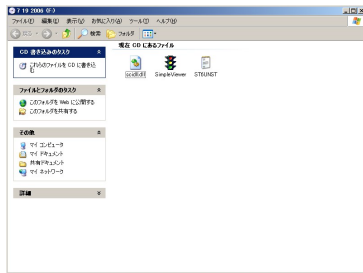 7 19 2006 (F:)
ファイル(F) 編集(E) 表示(V) お気に入り(A) ツール(T) ヘルプ(H)
戻る 検索 フォルダ
CD 書き込みのタスク
これらのファイルを CD に書き込む
ファイルとフォルダのタスク
このフォルダを Web に公開する
このフォルダを共有する
その他
マイ コンピュータ
マイ ドキュメント
共有ドキュメント
マイ ネットワーク
詳細
現在 CD にあるファイル
scidll.dll SimpleViewer ST6UNST